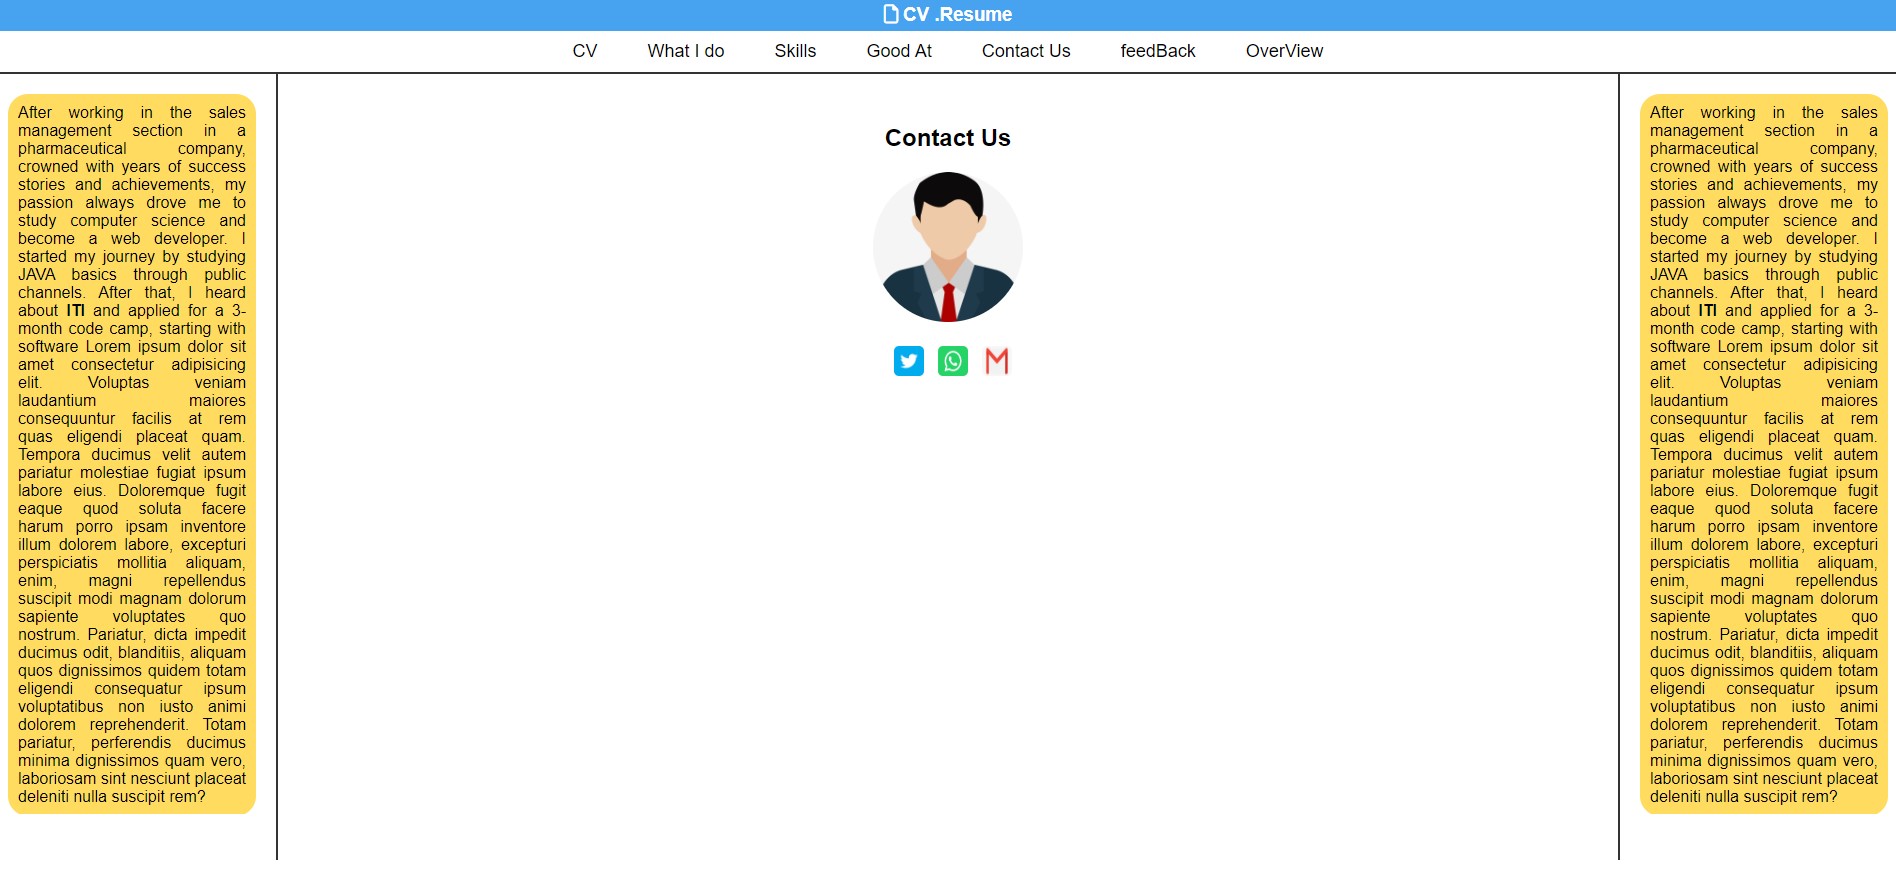 CV .Resume
CV What I do Skills Good At Contact Us feedBack OverView
After working in the sales
management section in a
pharmaceutical company,
crowned with years of success
stories and achievements, my
passion always drove me to
study computer science and
become a web developer. I
started my journey by studying
JAVA basics through public
channels. After that, I heard
about ITI and applied for a 3-
month code camp, starting with
software Lorem ipsum dolor sit
amet consectetur adipisicing
elit. Voluptas veniam
laudantium maiores
consequuntur facilis at rem
quas eligendi placeat quam.
Tempora ducimus velit autem
pariatur molestiae fugiat ipsum
labore eius. Doloremque fugit
eaque quod soluta facere
harum porro ipsam inventore
illum dolorem labore, excepturi
perspiciatis mollitia aliquam,
enim, magni repellendus
suscipit modi magnam dolorum
sapiente voluptates quo
nostrum. Pariatur, dicta impedit
ducimus odit, blanditiis, aliquam
quos dignissimos quidem totam
eligendi consequatur ipsum
voluptatibus non iusto animi
dolorem reprehenderit. Totam
pariatur, perferendis ducimus
minima dignissimos quam vero,
laboriosam sint nesciunt placeat
deleniti nulla suscipit rem?
Contact Us
After working in the sales
management section in a
pharmaceutical company,
crowned with years of success
stories and achievements, my
passion always drove me to
study computer science and
become a web developer. I
started my journey by studying
JAVA basics through public
channels. After that, I heard
about ITI and applied for a 3-
month code camp, starting with
software Lorem ipsum dolor sit
amet consectetur adipisicing
elit. Voluptas veniam
laudantium maiores
consequuntur facilis at rem
quas eligendi placeat quam.
Tempora ducimus velit autem
pariatur molestiae fugiat ipsum
labore eius. Doloremque fugit
eaque quod soluta facere
harum porro ipsam inventore
illum dolorem labore, excepturi
perspiciatis mollitia aliquam,
enim, magni repellendus
suscipit modi magnam dolorum
sapiente voluptates quo
nostrum. Pariatur, dicta impedit
ducimus odit, blanditiis, aliquam
quos dignissimos quidem totam
eligendi consequatur ipsum
voluptatibus non iusto animi
dolorem reprehenderit. Totam
pariatur, perferendis ducimus
minima dignissimos quam vero,
laboriosam sint nesciunt placeat
deleniti nulla suscipit rem?